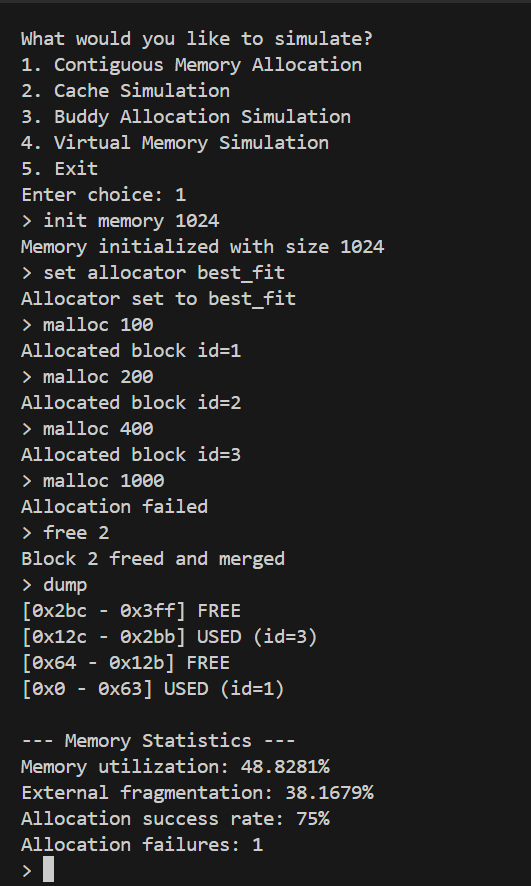 What would you like to simulate?
1. Contiguous Memory Allocation
2. Cache Simulation
3. Buddy Allocation Simulation
4. Virtual Memory Simulation
5. Exit
Enter choice: 1
> init memory 1024
Memory initialized with size 1024
> set allocator best_fit
Allocator set to best_fit
> malloc 100
Allocated block id=1
> malloc 200
Allocated block id=2
> malloc 400
Allocated block id=3
> malloc 1000
Allocation failed
> free 2
Block 2 freed and merged
> dump
[0x2bc - 0x3ff] FREE
[0x12c - 0x2bb] USED (id=3)
[0x64 - 0x12b] FREE
[0x0 - 0x63] USED (id=1)

--- Memory Statistics ---
Memory utilization: 48.8281%
External fragmentation: 38.1679%
Allocation success rate: 75%
Allocation failures: 1
>